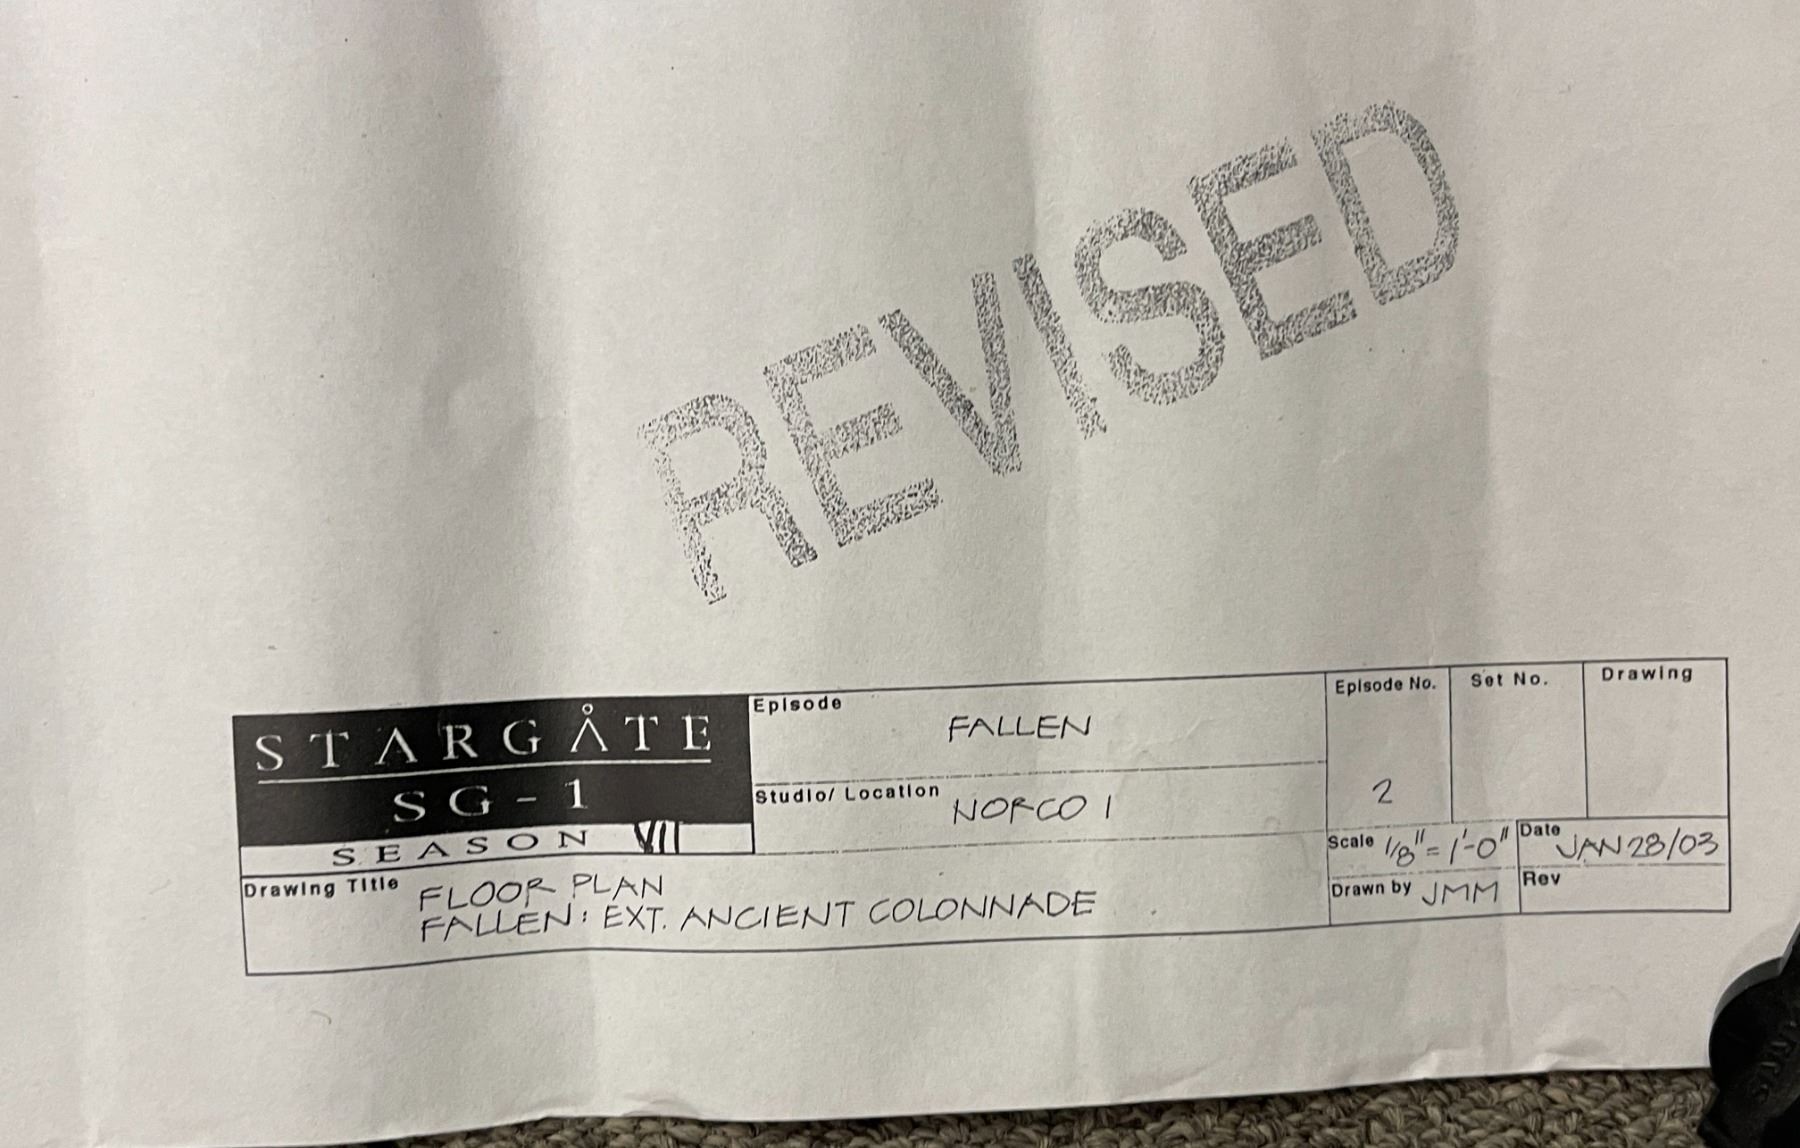 REVISED
STARGATE
SG-1
SEASON VII
Episode
FALLEN
Studio/ Location
NORCO 1
Episode No.
2
Set No.
Drawing
Scale 1/8" = 1'-0"
Date JAN 28/03
Drawn by JMM
Rev
Drawing Title
FLOOR PLAN
FALLEN: EXT. ANCIENT COLONNADE